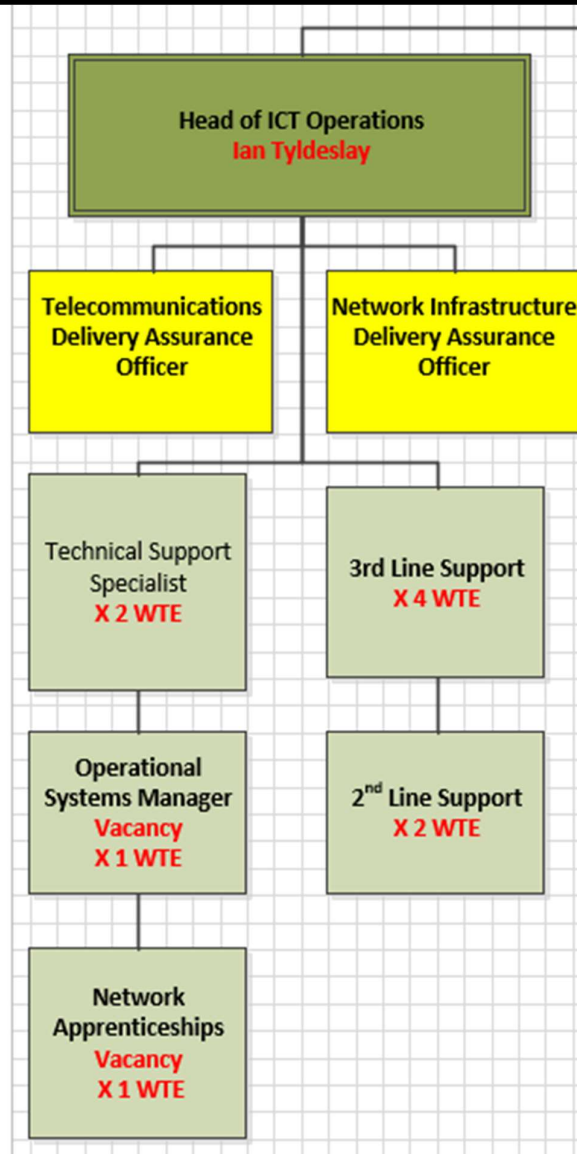 Head of ICT Operations
Ian Tyldeslay
Telecommunications
Delivery Assurance
Officer
Network Infrastructure
Delivery Assurance
Officer
Technical Support
Specialist
X 2 WTE
3rd Line Support
X 4 WTE
Operational
Systems Manager
Vacancy
X 1 WTE
2nd Line Support
X 2 WTE
Network
Apprenticeships
Vacancy
X 1 WTE